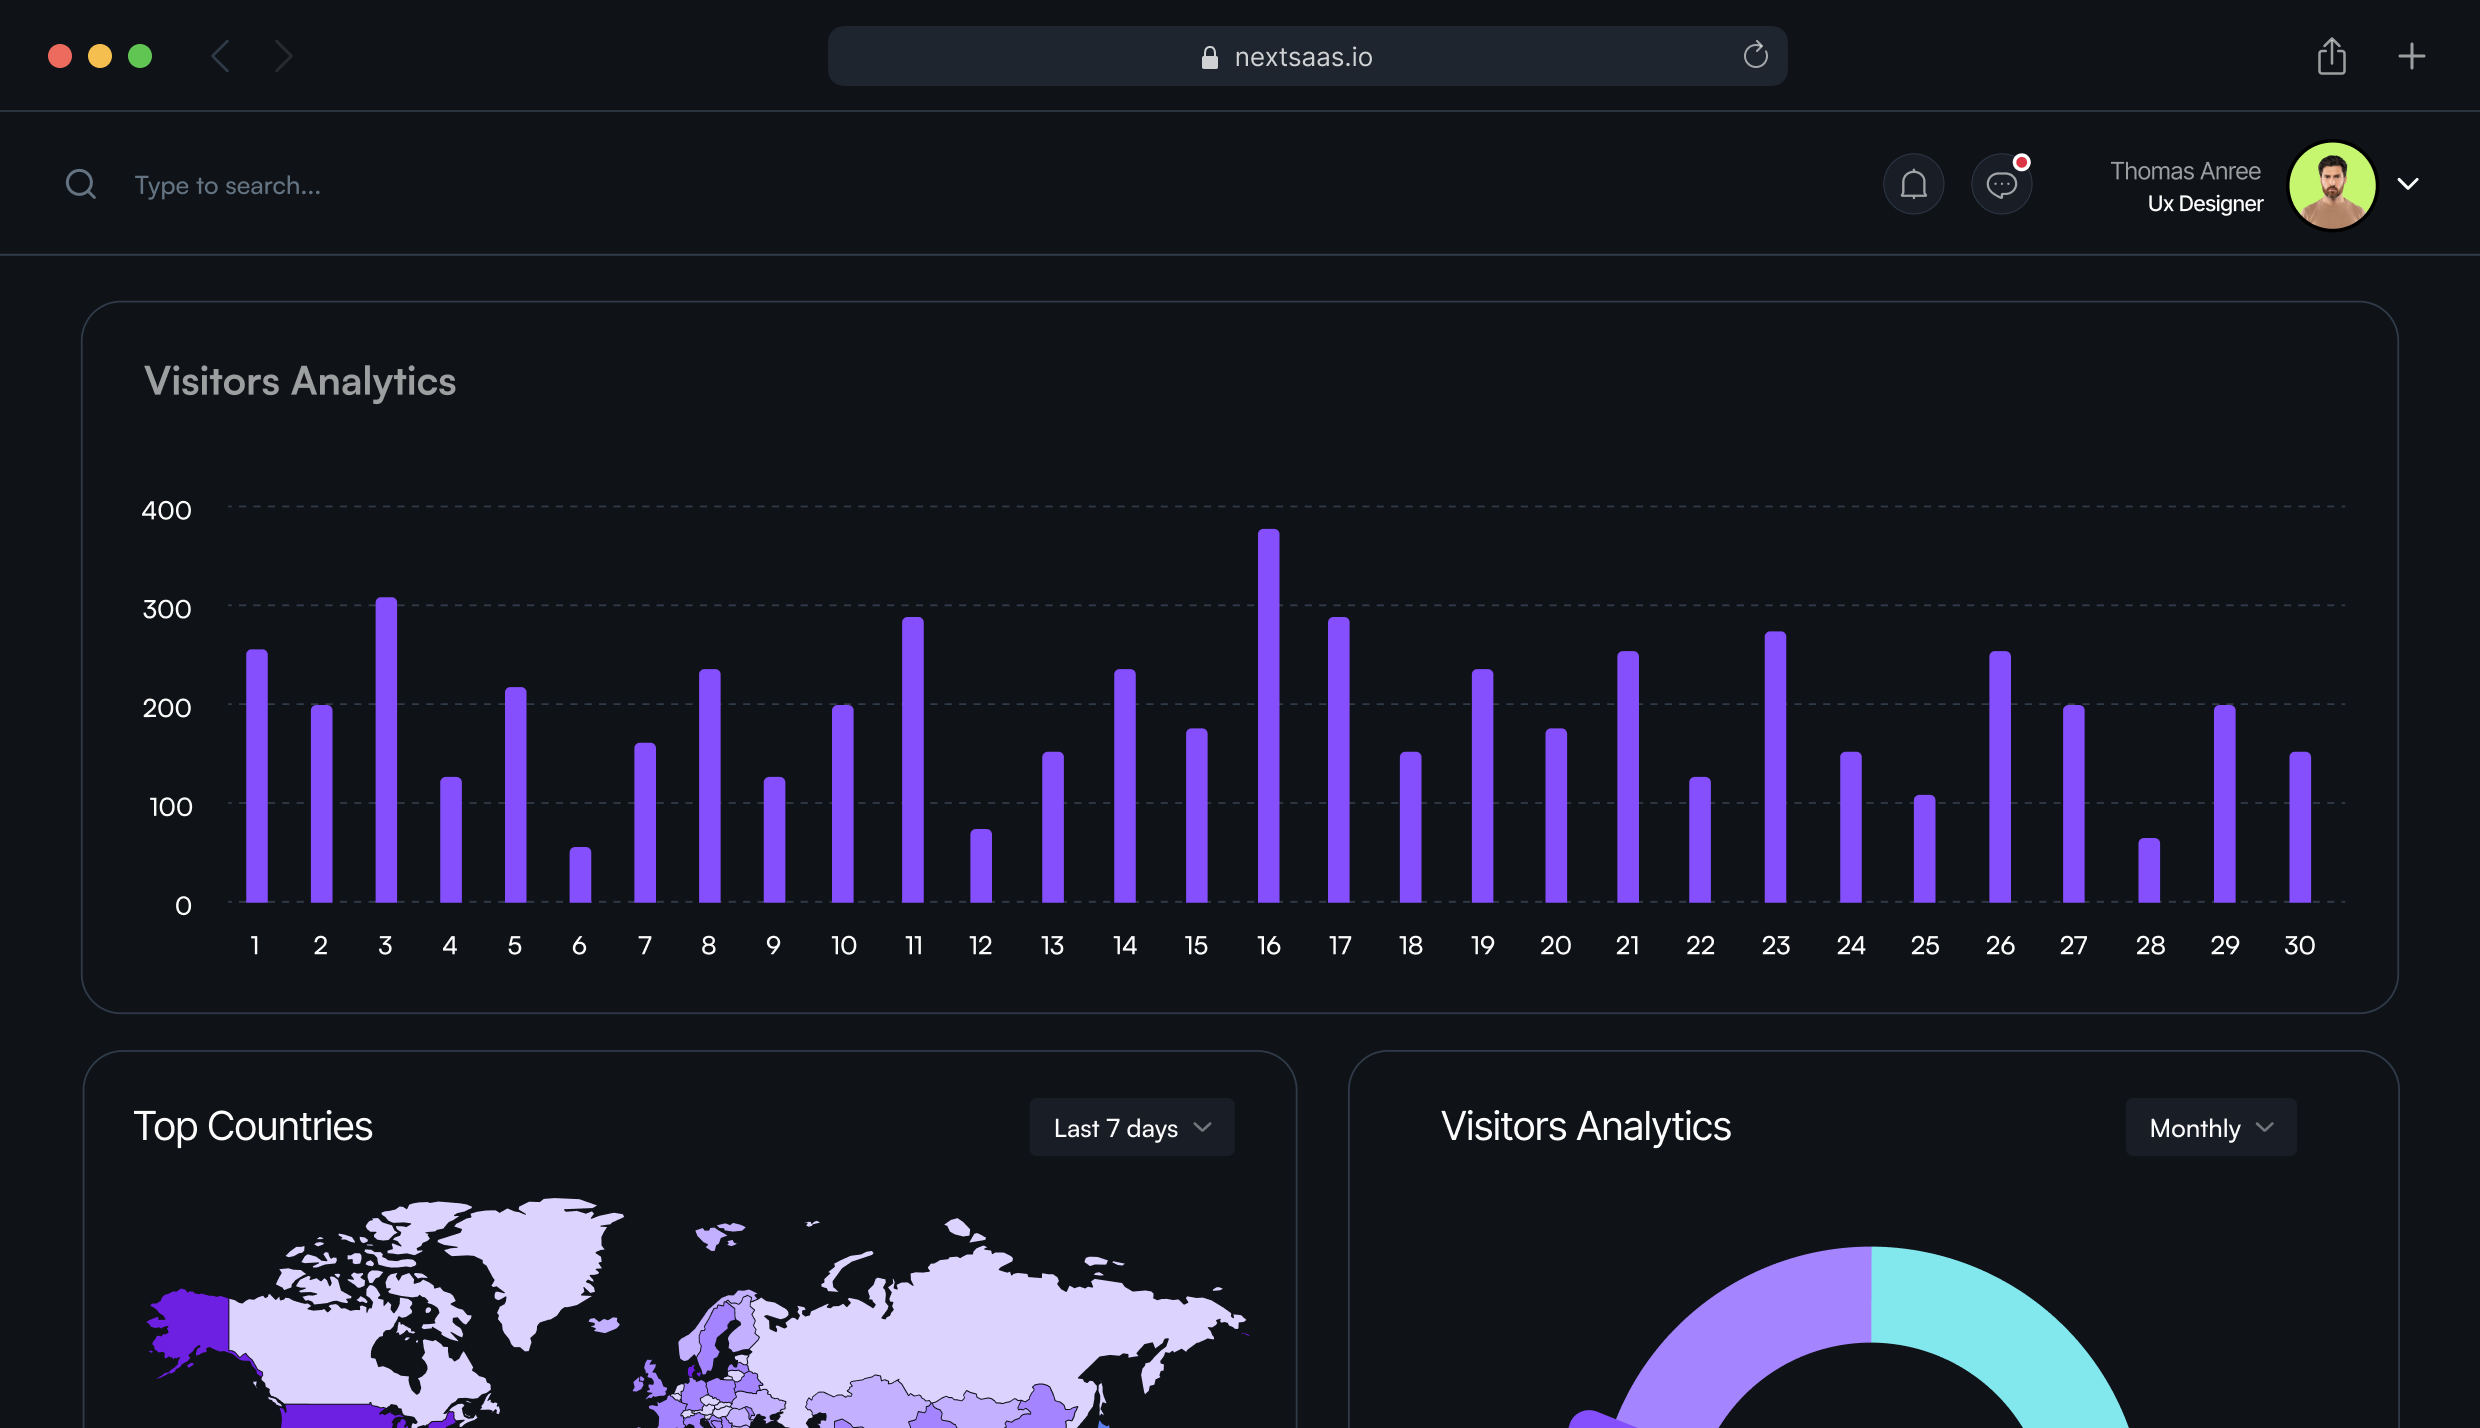 nextsaas.io
Type to search...
Thomas Anree
Ux Designer
Visitors Analytics
400
300
200
100
0
1 2 3 4 5 6 7 8 9 10 11 12 13 14 15 16 17 18 19 20 21 22 23 24 25 26 27 28 29 30
Top Countries
Last 7 days
Visitors Analytics
Monthly